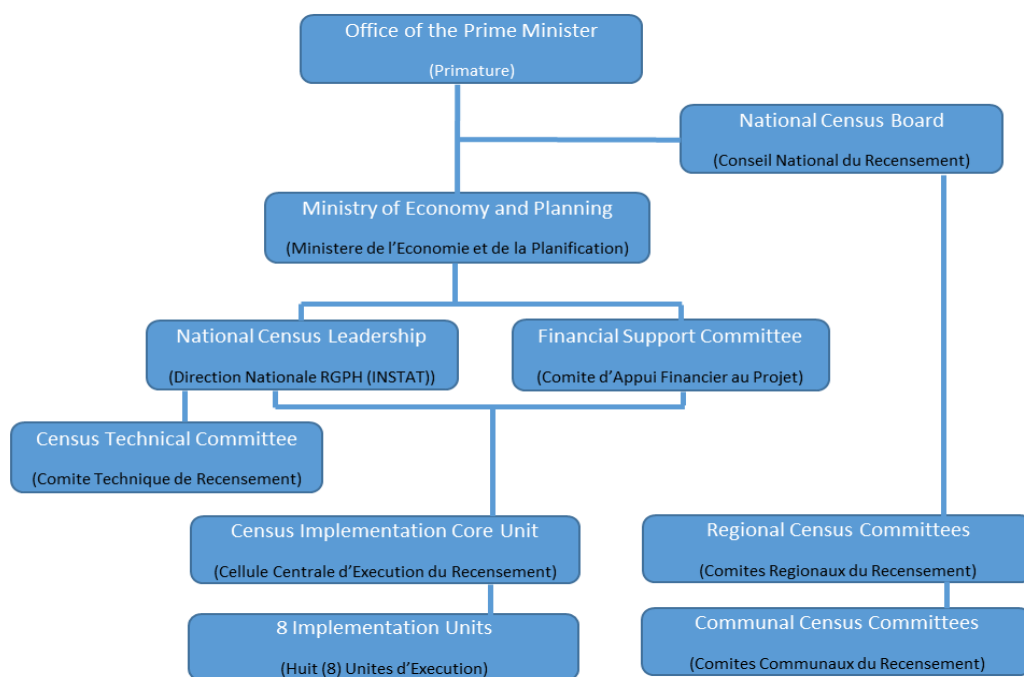 Office of the Prime Minister
(Primature)
National Census Board
(Conseil National du Recensement)
Ministry of Economy and Planning
(Ministere de l'Economie et de la Planification)
National Census Leadership
(Direction Nationale RGPH (INSTAT))
Financial Support Committee
(Comite d'Appui Financier au Projet)
Census Technical Committee
(Comite Technique de Recensement)
Census Implementation Core Unit
(Cellule Centrale d'Execution du Recensement)
Regional Census Committees
(Comites Regionaux du Recensement)
8 Implementation Units
(Huit (8) Unites d'Execution)
Communal Census Committees
(Comites Communaux du Recensement)